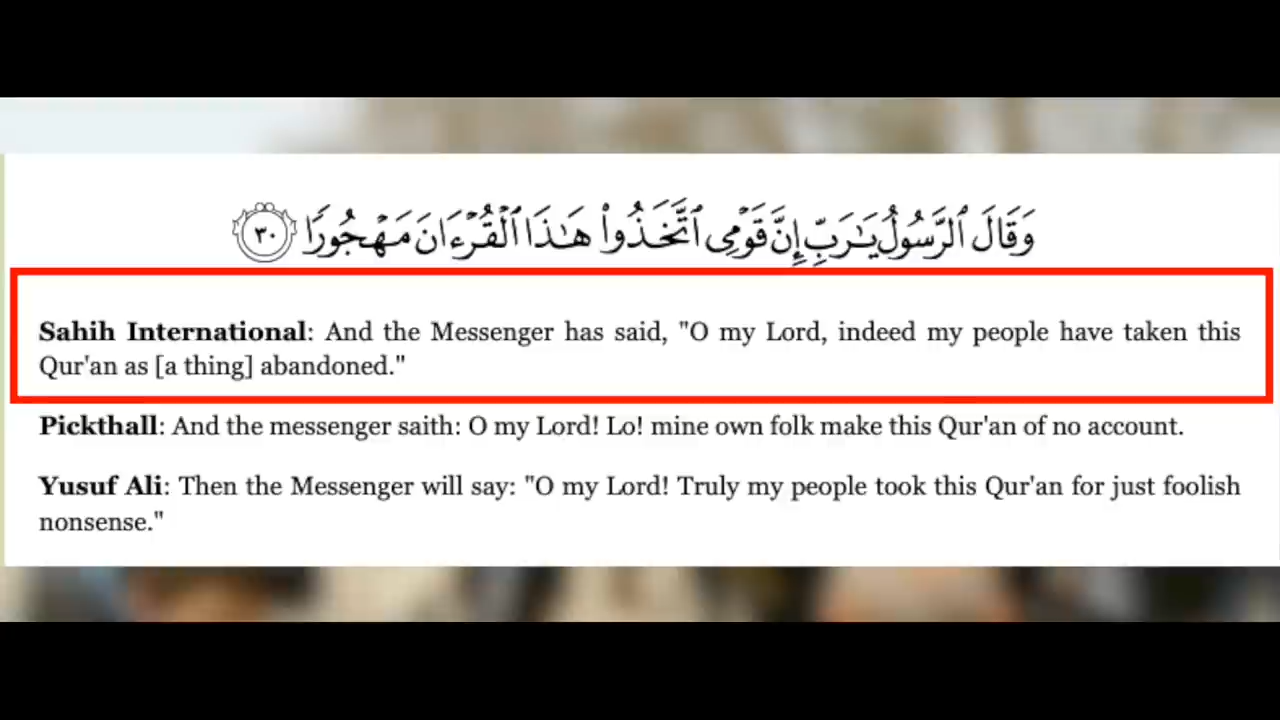 وَقَالَ ٱلرَّسُولُ يَـٰرَبِّ إِنَّ قَوْمِى ٱتَّخَذُوا۟ هَـٰذَا ٱلْقُرْءَانَ مَهْجُورًا ٣٠
Sahih International: And the Messenger has said, "O my Lord, indeed my people have taken this
Qur'an as [a thing] abandoned."
Pickthall: And the messenger saith: O my Lord! Lo! mine own folk make this Qur'an of no account.
Yusuf Ali: Then the Messenger will say: "O my Lord! Truly my people took this Qur'an for just foolish
nonsense."